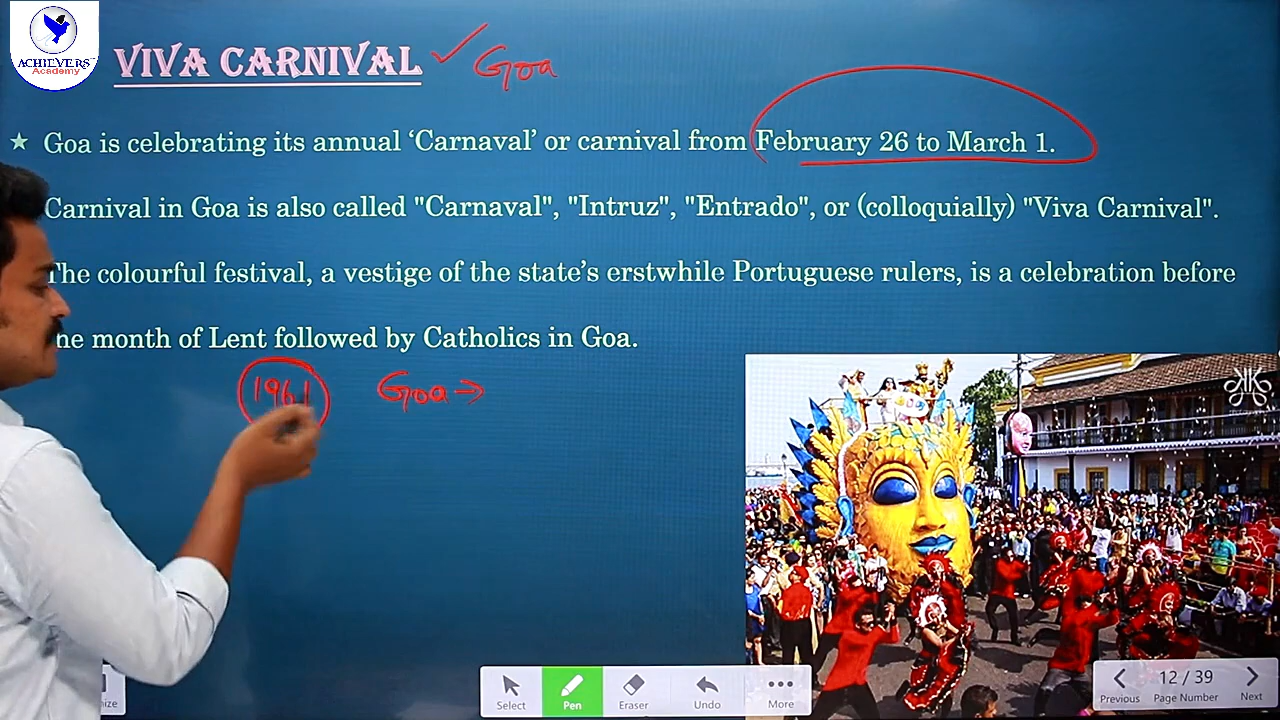 ACHIEVERS
Academy
VIVA CARNIVAL Goa
Goa is celebrating its annual ‘Carnaval’ or carnival from February 26 to March 1.
Carnival in Goa is also called "Carnaval", "Intruz", "Entrado", or (colloquially) "Viva Carnival".
The colourful festival, a vestige of the state’s erstwhile Portuguese rulers, is a celebration before
month of Lent followed by Catholics in Goa.
1961 Goa →
Select
Pen
Eraser
Undo
More
Previous
12 / 39
Page Number
Next